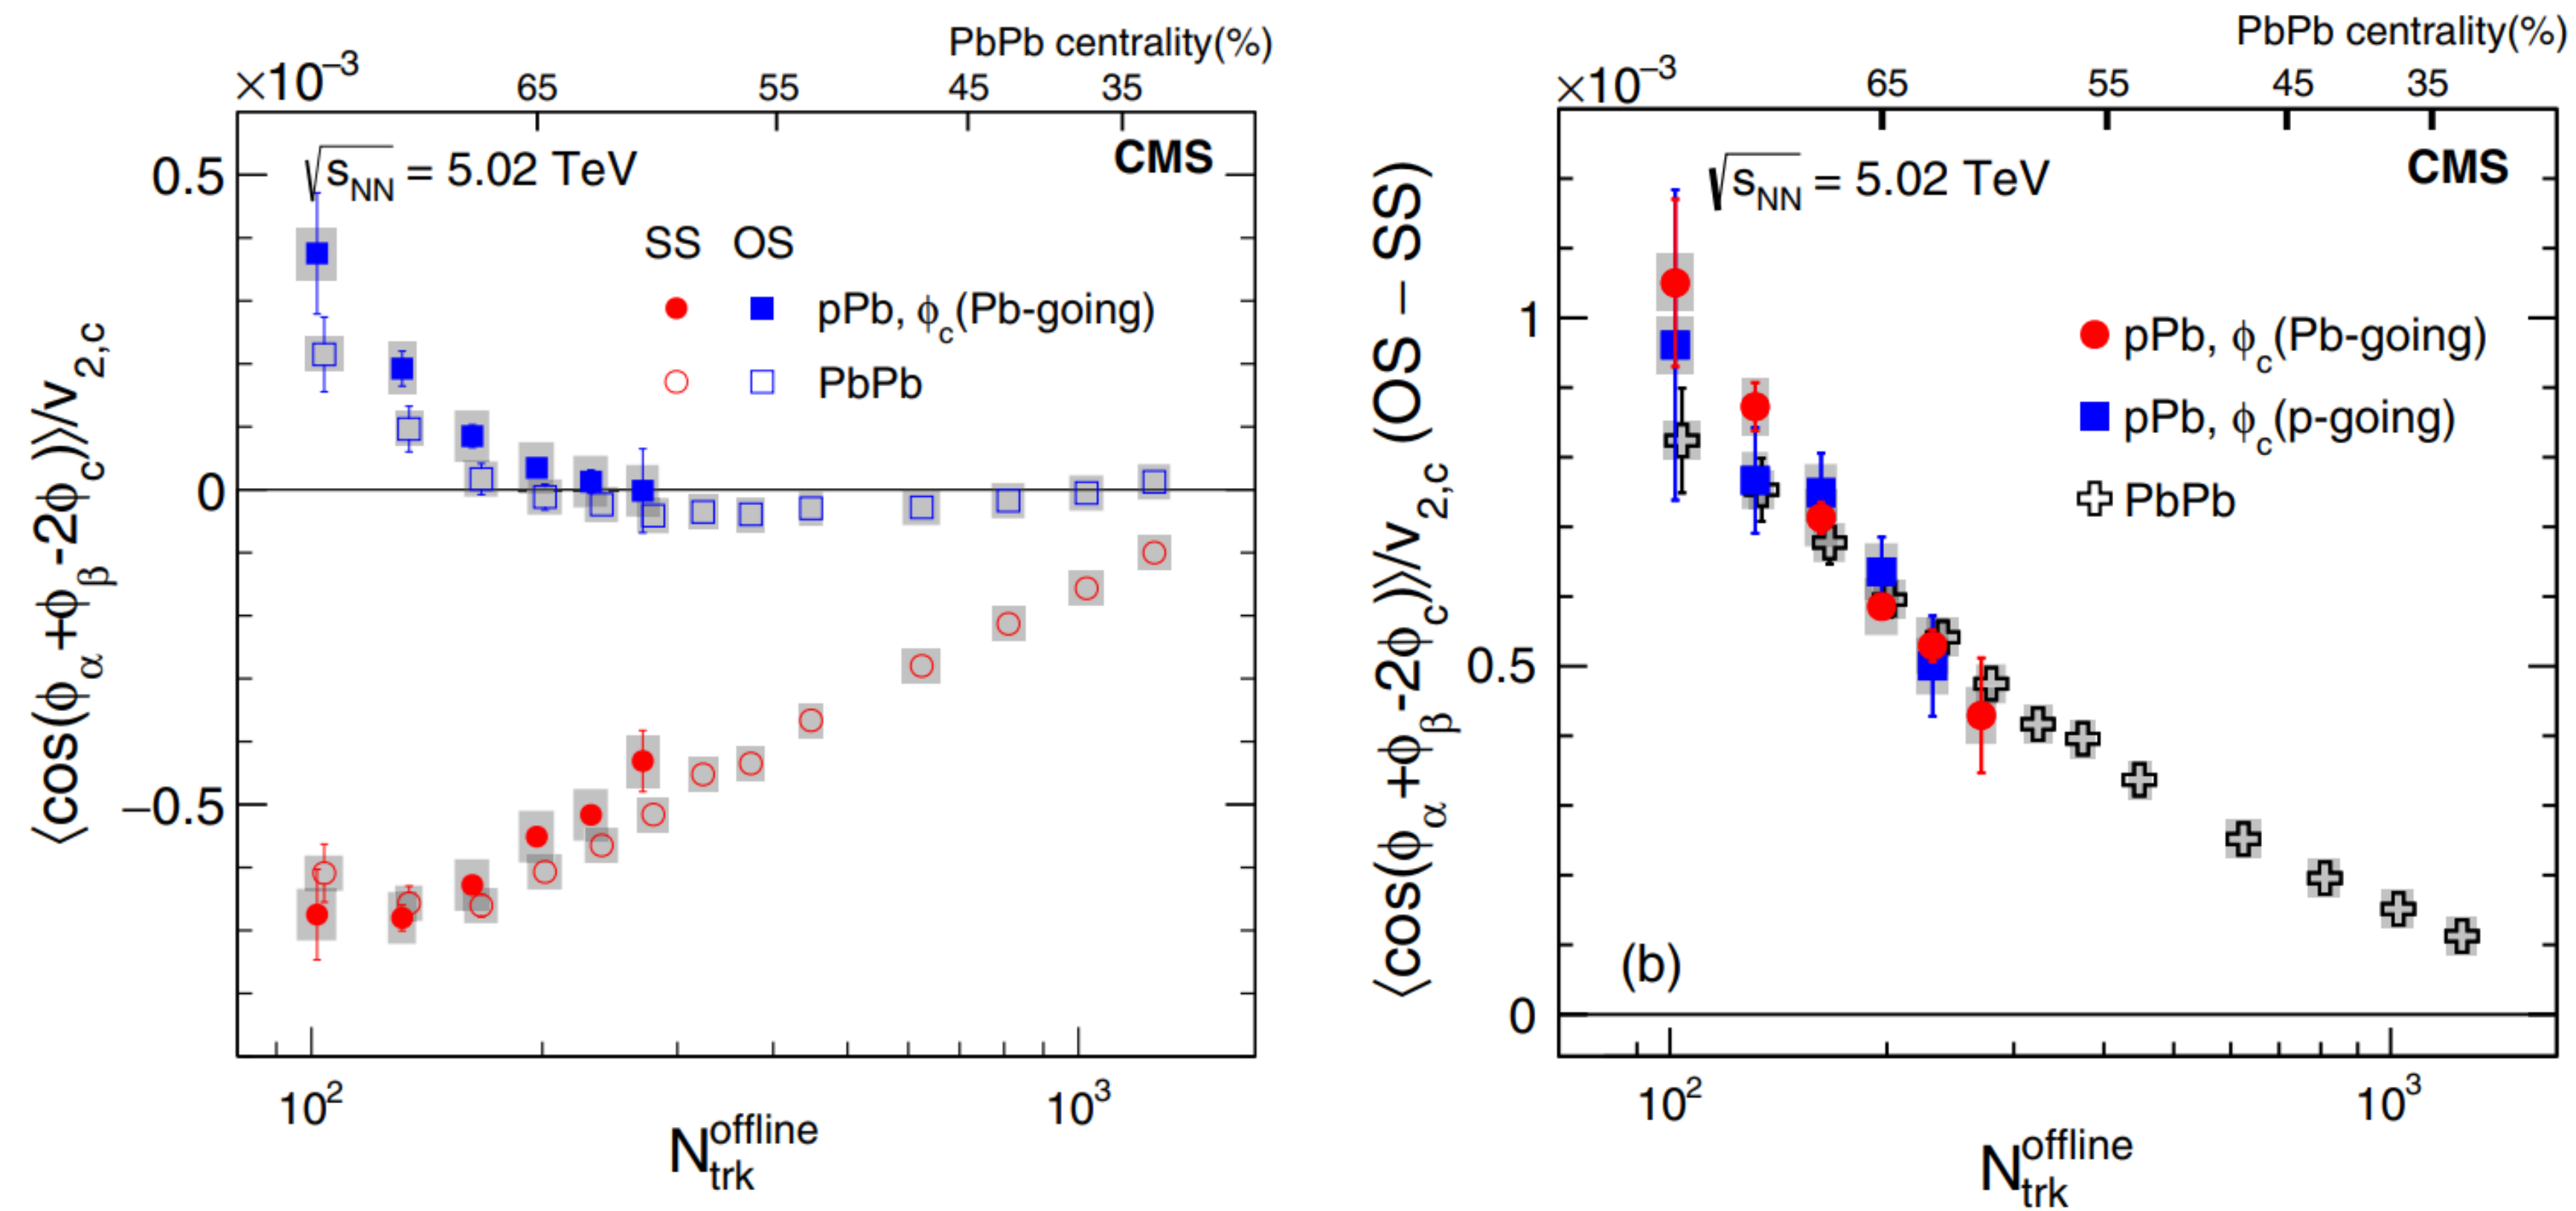 PbPb centrality(%)
×10⁻³ 65 55 45 35
√sNN = 5.02 TeV CMS
SS OS
pPb, ϕc(Pb-going)
PbPb
0.5
0
−0.5
⟨cos(ϕα+ϕβ-2ϕc)⟩/v2,c
10² 10³
Ntrk^offline
PbPb centrality(%)
×10⁻³ 65 55 45 35
√sNN = 5.02 TeV CMS
pPb, ϕc(Pb-going)
pPb, ϕc(p-going)
PbPb
1
0.5
0
⟨cos(ϕα+ϕβ-2ϕc)⟩/v2,c (OS − SS)
(b)
10² 10³
Ntrk^offline